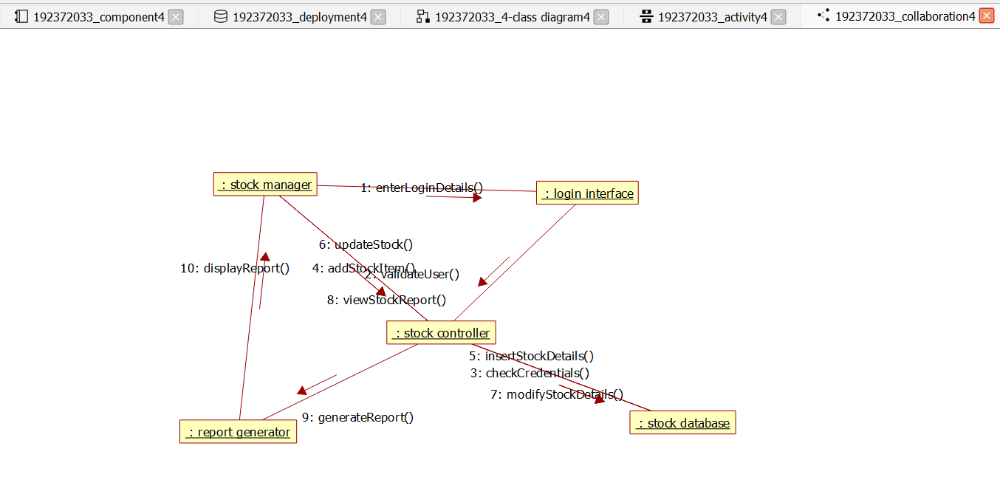 192372033_component4
192372033_deployment4
192372033_4-class diagram4
192372033_activity4
192372033_collaboration4
: stock manager
1: enterLoginDetails()
: login interface
6: updateStock()
10: displayReport()
4: addStockItem()
2: validateUser()
8: viewStockReport()
: stock controller
5: insertStockDetails()
3: checkCredentials()
7: modifyStockDetails()
9: generateReport()
: stock database
: report generator